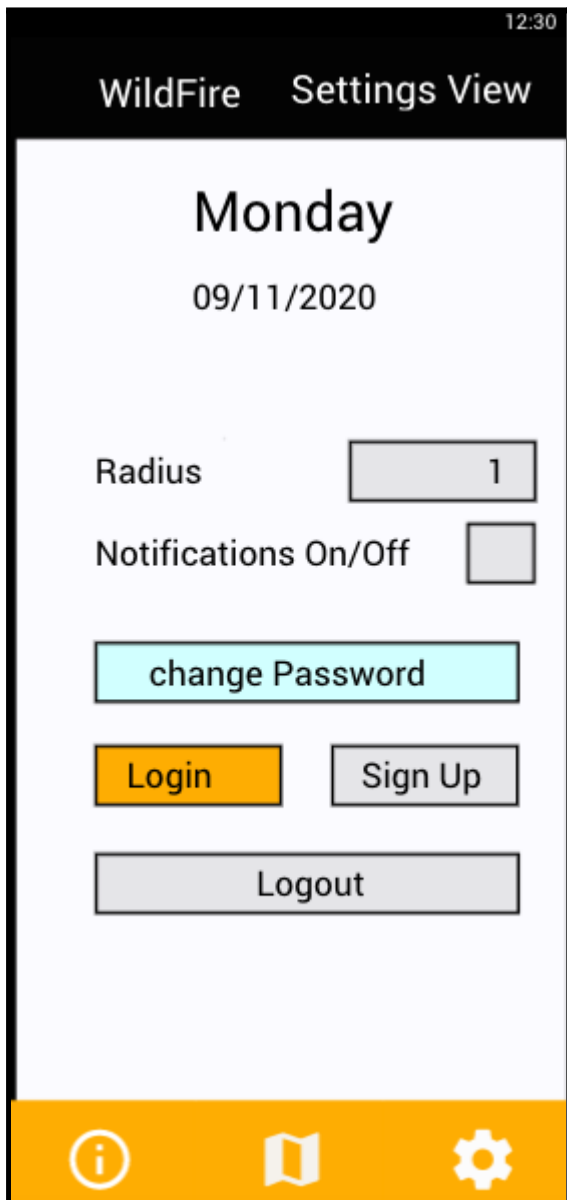 12:30
WildFire Settings View
Monday
09/11/2020
Radius 1
Notifications On/Off
change Password
Login Sign Up
Logout